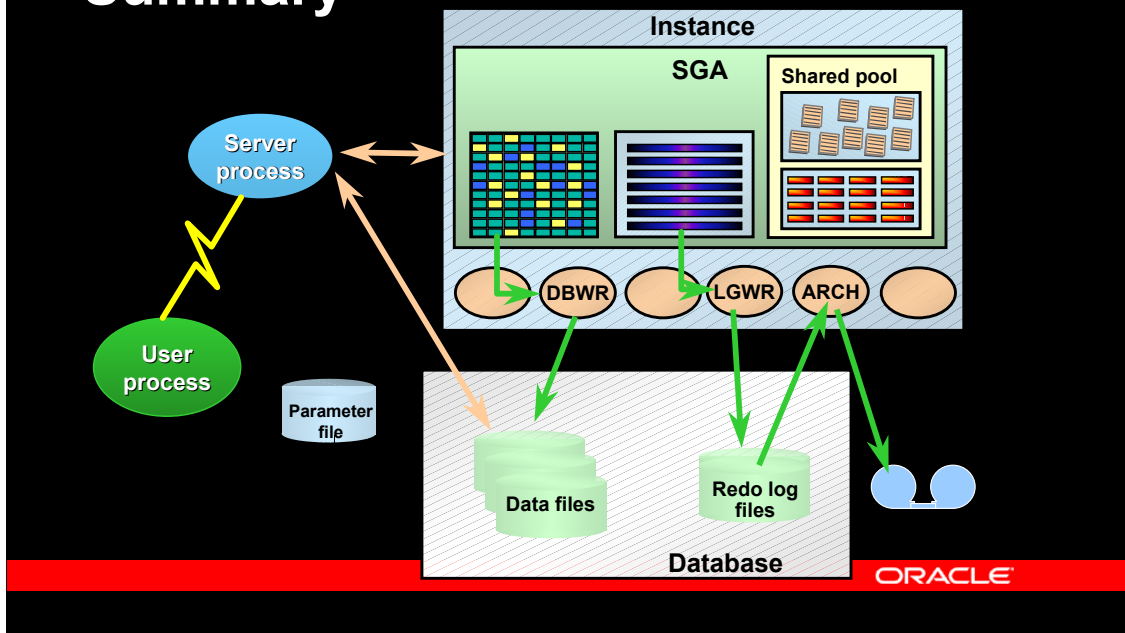 Summary
Instance
SGA
Shared pool
Server
process
DBWR
LGWR
ARCH
User
process
Parameter
file
Data files
Redo log
files
Database
ORACLE